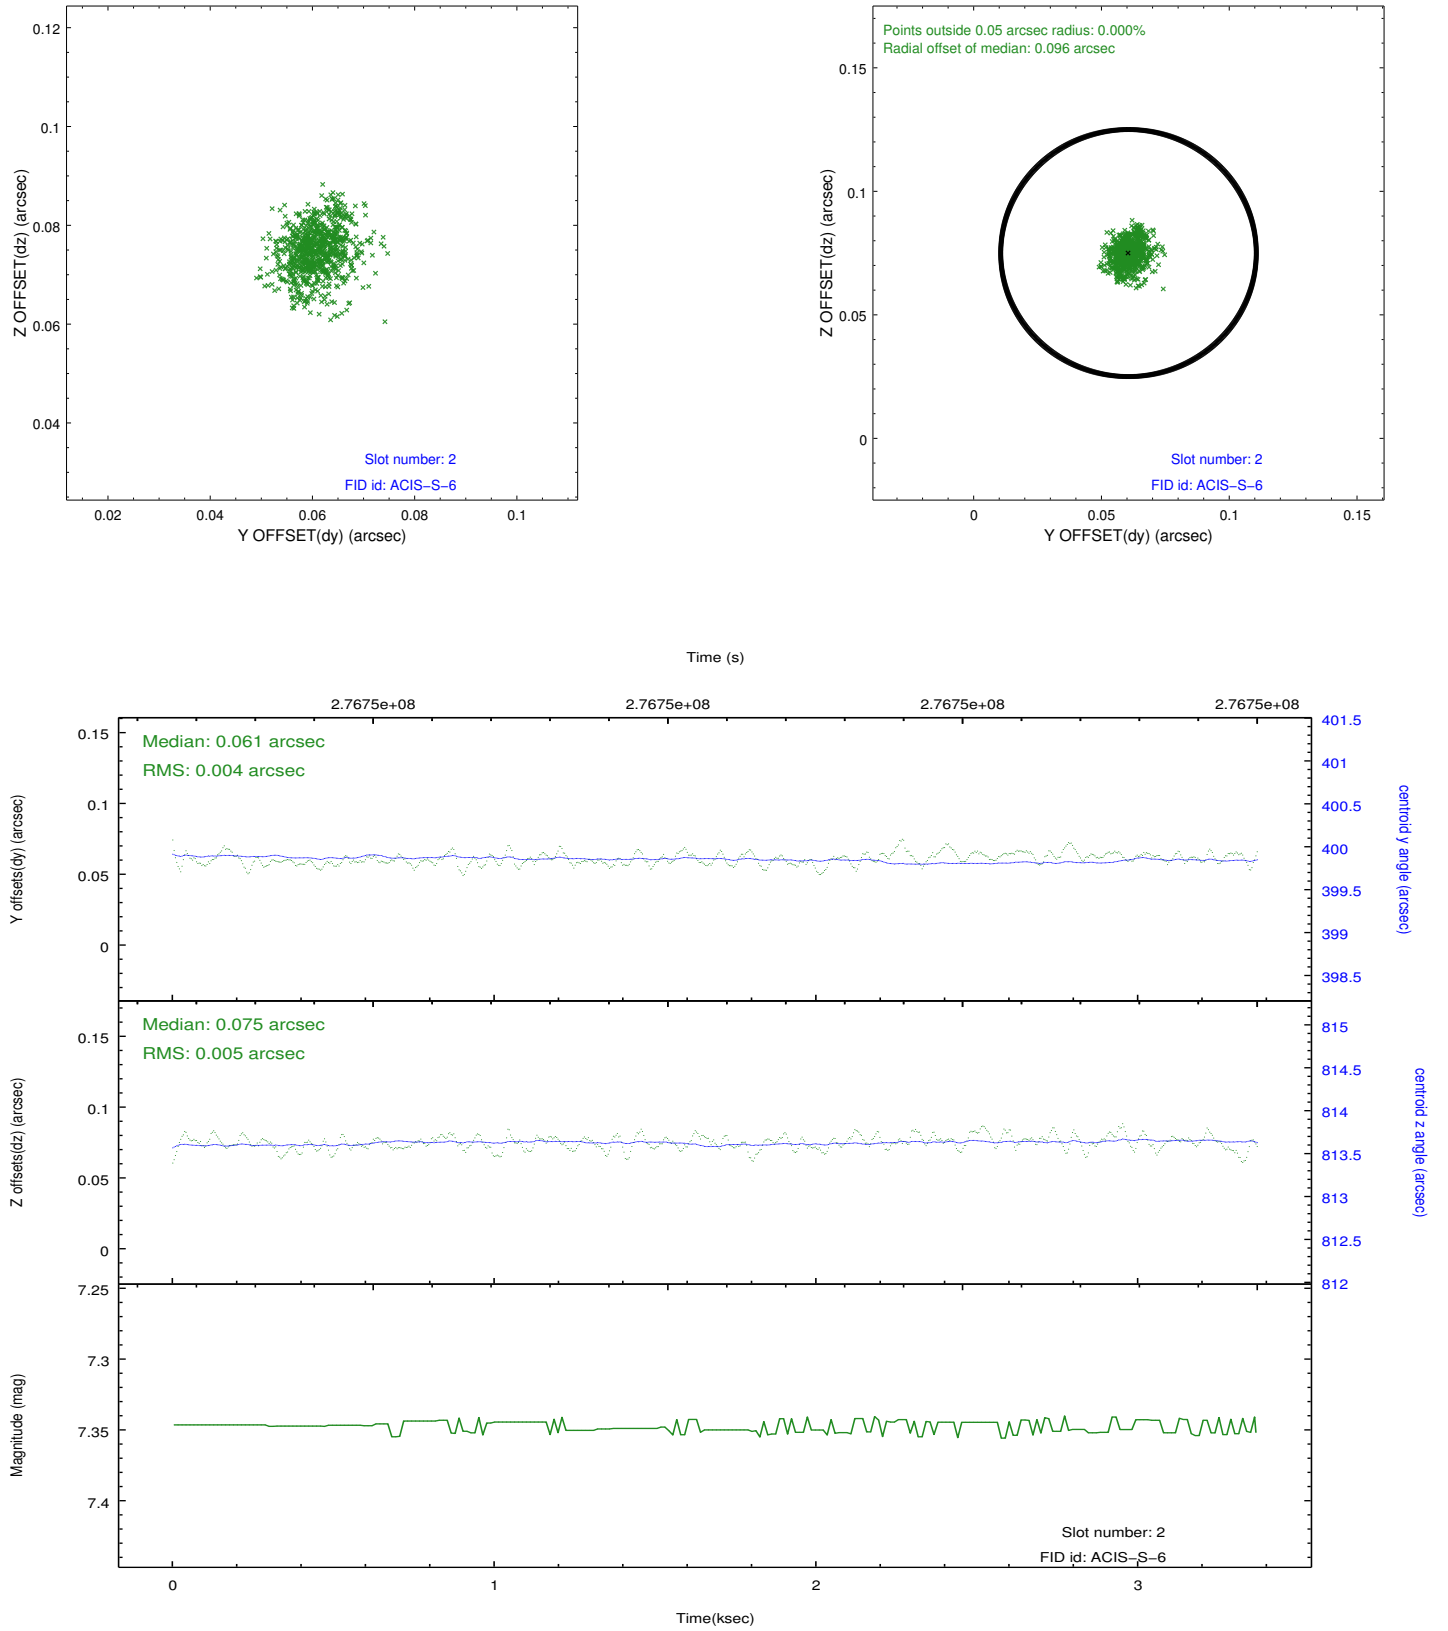 0.12
0.1
0.08
0.06
0.04
Z OFFSET(dz) (arcsec)
Slot number: 2
FID id: ACIS−S−6
0.02 0.04 0.06 0.08 0.1
Y OFFSET(dy) (arcsec)
Points outside 0.05 arcsec radius: 0.000%
Radial offset of median: 0.096 arcsec
0.15
0.1
0.05
0
Z OFFSET(dz) (arcsec)
Slot number: 2
FID id: ACIS−S−6
0 0.05 0.1 0.15
Y OFFSET(dy) (arcsec)
Time (s)
2.7675e+08 2.7675e+08 2.7675e+08 2.7675e+08
Median: 0.061 arcsec
RMS: 0.004 arcsec
0.15
0.1
0.05
0
Y offsets(dy) (arcsec)
401.5
401
400.5
400
399.5
399
398.5
centroid y angle (arcsec)
Median: 0.075 arcsec
RMS: 0.005 arcsec
0.15
0.1
0.05
0
Z offsets(dz) (arcsec)
815
814.5
814
813.5
813
812.5
812
centroid z angle (arcsec)
7.25
7.3
7.35
7.4
Magnitude (mag)
Slot number: 2
FID id: ACIS−S−6
0 1 2 3
Time(ksec)